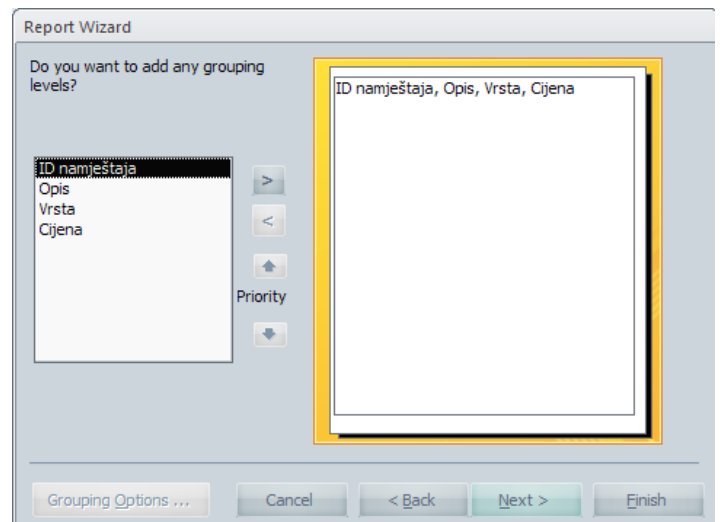 Report Wizard
Do you want to add any grouping
levels?
ID namještaja
Opis
Vrsta
Cijena
>
<
Priority
ID namještaja, Opis, Vrsta, Cijena
Grouping Options ...
Cancel
< Back
Next >
Finish